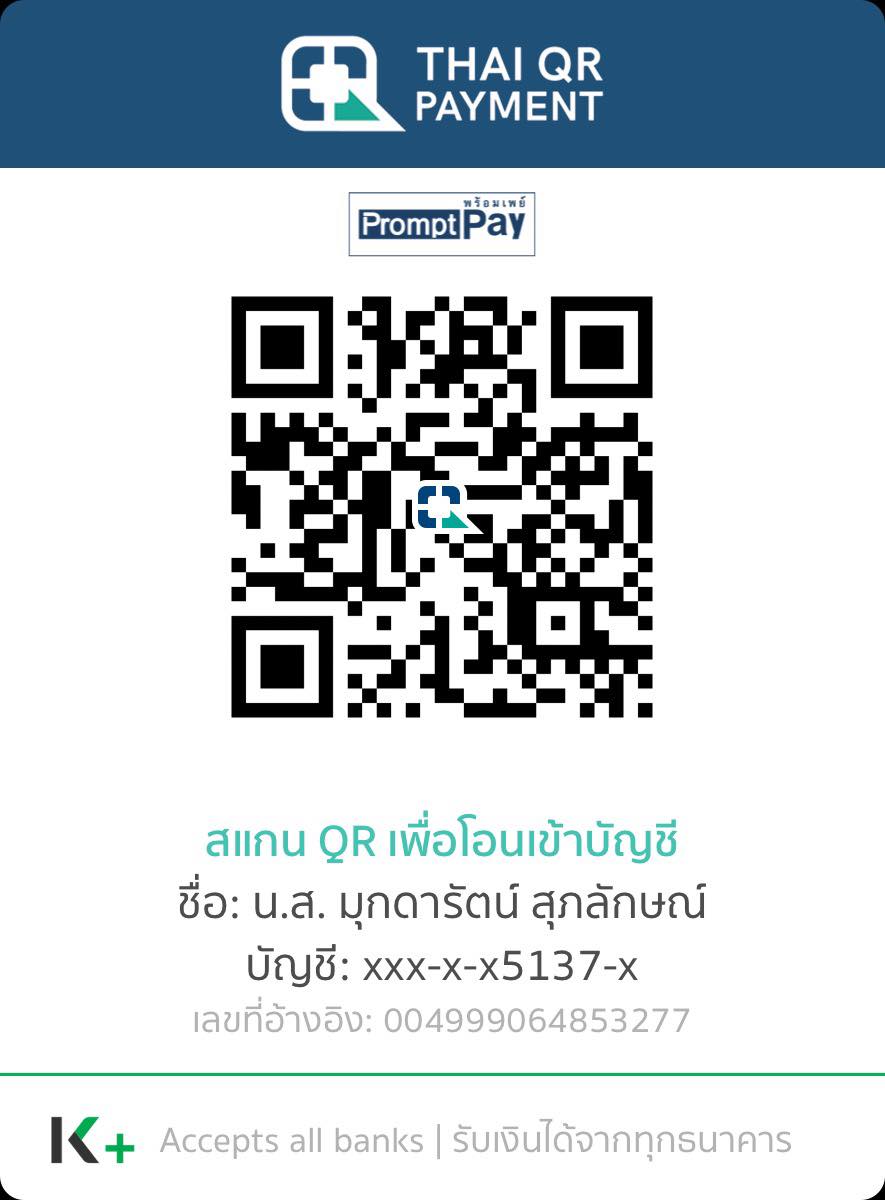 THAI QR
PAYMENT
พร้อมเพย์
PromptPay
สแกน QR เพื่อโอนเข้าบัญชี
ชื่อ: น.ส. มุกดารัตน์ สุภลักษณ์
บัญชี: xxx-x-x5137-x
เลขที่อ้างอิง: 004999064853277
K+ Accepts all banks | รับเงินได้จากทุกธนาคาร